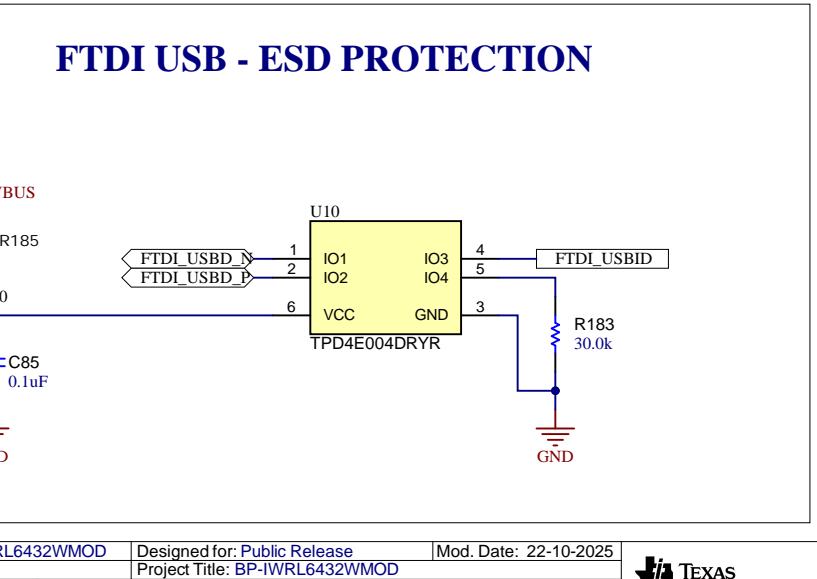 FTDI USB - ESD PROTECTION
VBUS
R185
U10
FTDI_USBD_N 1 IO1 IO3 4 FTDI_USBID
FTDI_USBD_P 2 IO2 IO4 5
0
6 VCC GND 3
R183
30.0k
TPD4E004DRYR
C85
0.1uF
D
GND
RL6432WMOD Designed for: Public Release Mod. Date: 22-10-2025
Project Title: BP-IWRL6432WMOD
TEXAS